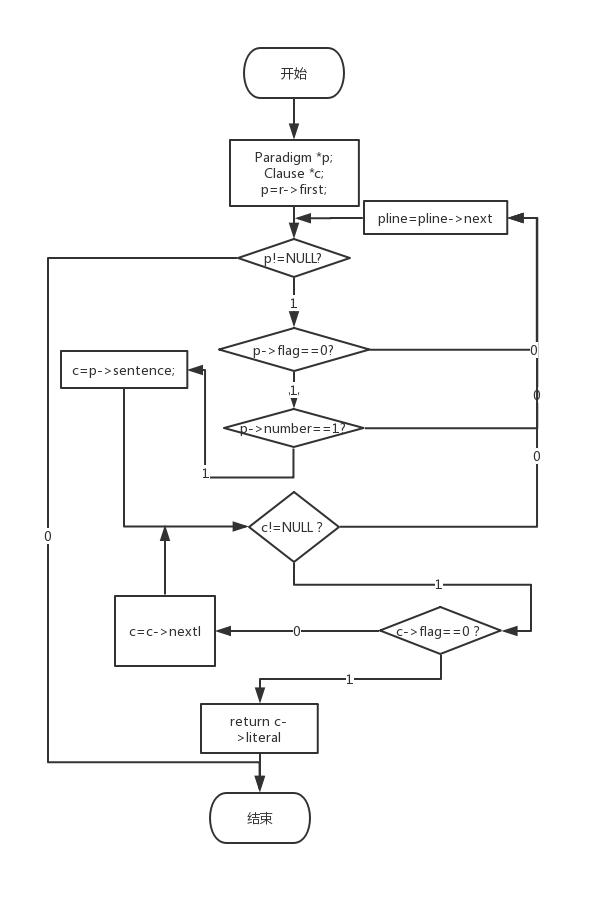 开始
Paradigm *p;
Clause *c;
p=r->first;
pline=pline->next
p!=NULL?
1
p->flag==0?
0
c=p->sentence;
1
0
p->number==1?
0
1
c!=NULL ?
0
1
c=c->nextl
0
c->flag==0 ?
1
return c-
>literal
结束